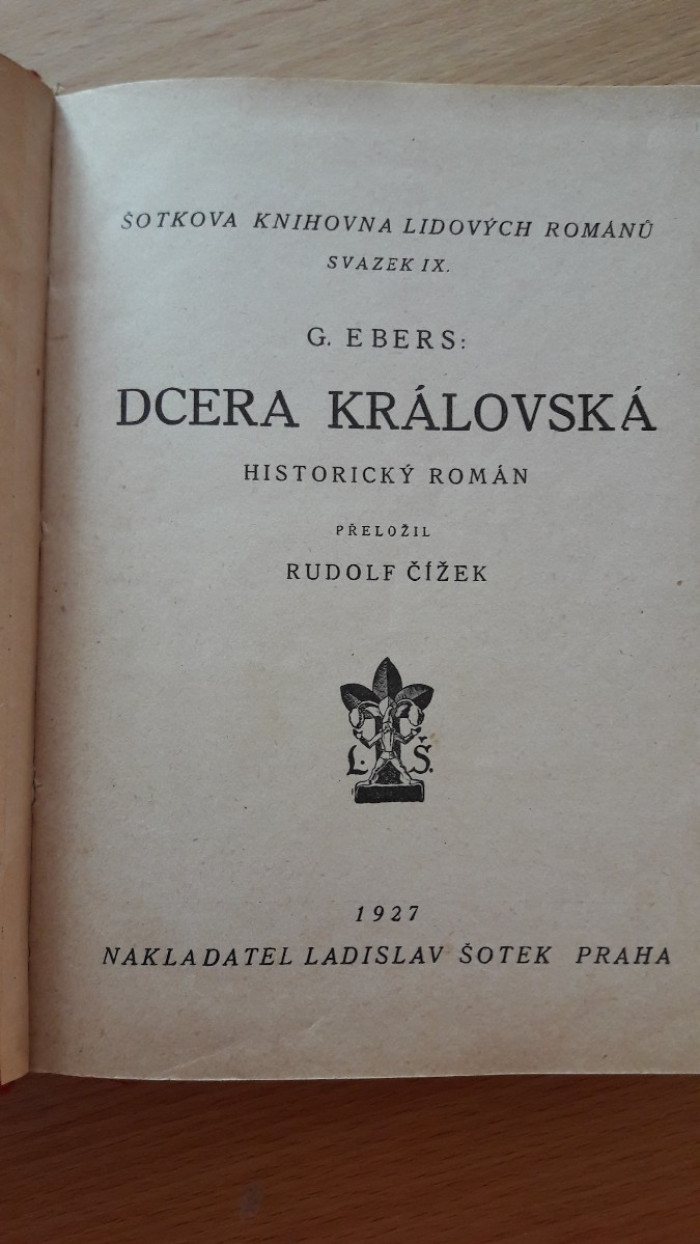 ŠOTKOVA KNIHOVNA LIDOVÝCH ROMÁNŮ
SVAZEK IX.
G. EBERS:
DCERA KRÁLOVSKÁ
HISTORICKÝ ROMÁN
PŘELOŽIL
RUDOLF ČÍŽEK
L. Š.
1927
NAKLADATEL LADISLAV ŠOTEK PRAHA